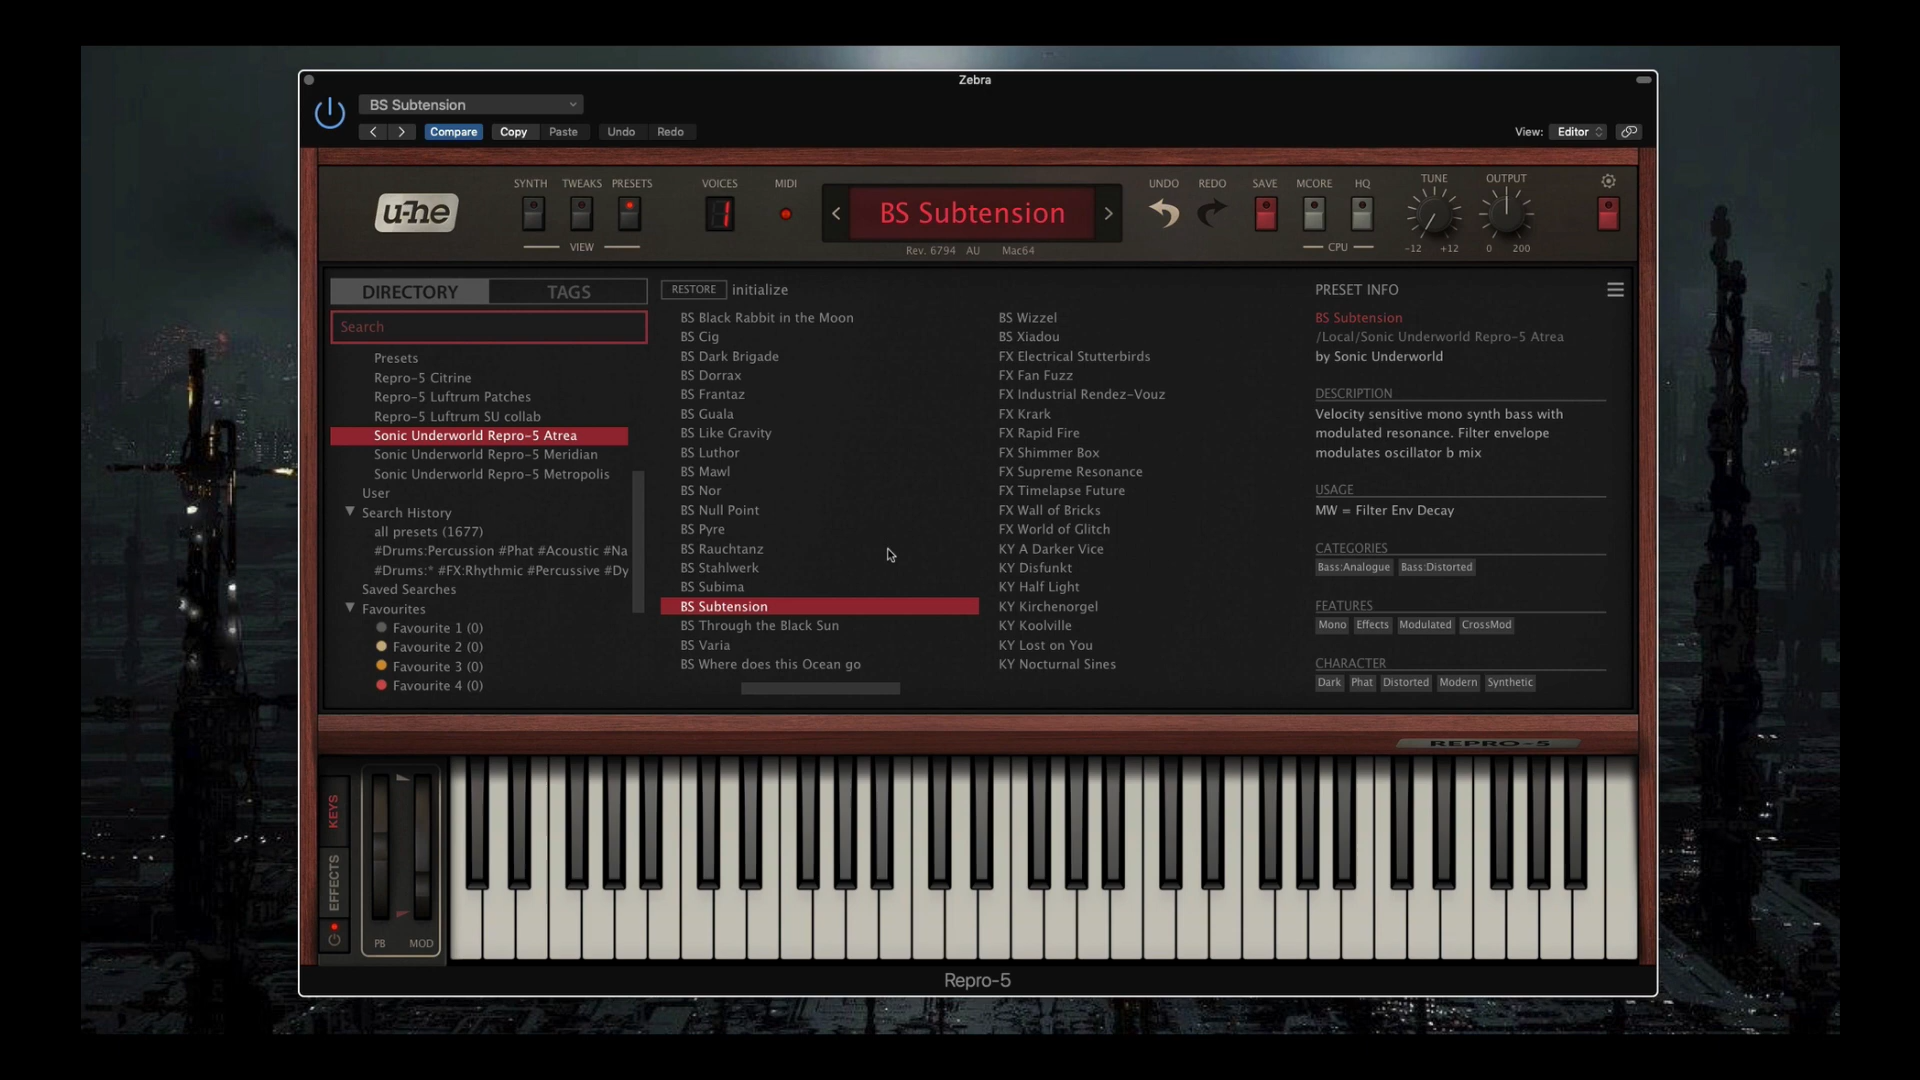 Zebra
BS Subtension
Compare Copy Paste Undo Redo
View: Editor
u-he
SYNTH TWEAKS PRESETS
VIEW
VOICES
1
MIDI
BS Subtension
Rev. 6794 AU Mac64
UNDO REDO SAVE MCORE HQ
CPU
TUNE
-12 +12
OUTPUT
0 200
DIRECTORY TAGS
Search
Presets
Repro-5 Citrine
Repro-5 Luftrum Patches
Repro-5 Luftrum SU collab
Sonic Underworld Repro-5 Atrea
Sonic Underworld Repro-5 Meridian
Sonic Underworld Repro-5 Metropolis
User
Search History
all presets (1677)
#Drums:Percussion #Phat #Acoustic #Na
#Drums:* #FX:Rhythmic #Percussive #Dy
Saved Searches
Favourites
Favourite 1 (0)
Favourite 2 (0)
Favourite 3 (0)
Favourite 4 (0)
RESTORE initialize
BS Black Rabbit in the Moon
BS Cig
BS Dark Brigade
BS Dorrax
BS Frantaz
BS Guala
BS Like Gravity
BS Luthor
BS Mawl
BS Nor
BS Null Point
BS Pyre
BS Rauchtanz
BS Stahlwerk
BS Subima
BS Subtension
BS Through the Black Sun
BS Varia
BS Where does this Ocean go
BS Wizzel
BS Xiadou
FX Electrical Stutterbirds
FX Fan Fuzz
FX Industrial Rendez-Vouz
FX Krark
FX Rapid Fire
FX Shimmer Box
FX Supreme Resonance
FX Timelapse Future
FX Wall of Bricks
FX World of Glitch
KY A Darker Vice
KY Disfunkt
KY Half Light
KY Kirchenorgel
KY Koolville
KY Lost on You
KY Nocturnal Sines
PRESET INFO
BS Subtension
/Local/Sonic Underworld Repro-5 Atrea
by Sonic Underworld
DESCRIPTION
Velocity sensitive mono synth bass with
modulated resonance. Filter envelope
modulates oscillator b mix
USAGE
MW = Filter Env Decay
CATEGORIES
Bass:Analogue Bass:Distorted
FEATURES
Mono Effects Modulated CrossMod
CHARACTER
Dark Phat Distorted Modern Synthetic
REPRO-5
KEYS
EFFECTS
PB MOD
Repro-5